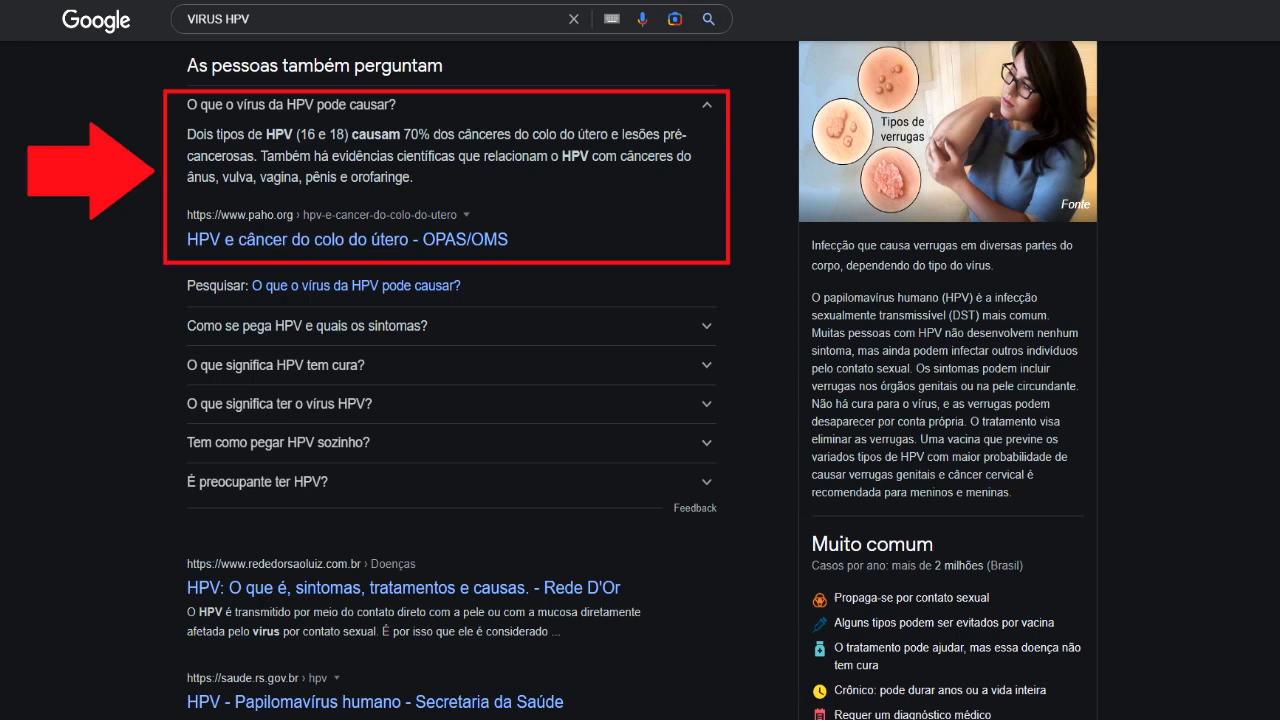 Google
VIRUS HPV
As pessoas também perguntam
O que o vírus da HPV pode causar?
Dois tipos de HPV (16 e 18) causam 70% dos cânceres do colo do útero e lesões pré-
cancerosas. Também há evidências científicas que relacionam o HPV com cânceres do
ânus, vulva, vagina, pênis e orofaringe.
https://www.paho.org › hpv-e-cancer-do-colo-do-utero
HPV e câncer do colo do útero - OPAS/OMS
Pesquisar: O que o vírus da HPV pode causar?
Como se pega HPV e quais os sintomas?
O que significa HPV tem cura?
O que significa ter o vírus HPV?
Tem como pegar HPV sozinho?
É preocupante ter HPV?
Feedback
https://www.rededorsaoluiz.com.br › Doenças
HPV: O que é, sintomas, tratamentos e causas. - Rede D'Or
O HPV é transmitido por meio do contato direto com a pele ou com a mucosa diretamente
afetada pelo vírus por contato sexual. É por isso que ele é considerado ...
https://saude.rs.gov.br › hpv
HPV - Papilomavírus humano - Secretaria da Saúde
Tipos de
verrugas
Fonte
Infecção que causa verrugas em diversas partes do
corpo, dependendo do tipo do vírus.
O papilomavírus humano (HPV) é a infecção
sexualmente transmissível (DST) mais comum.
Muitas pessoas com HPV não desenvolvem nenhum
sintoma, mas ainda podem infectar outros indivíduos
pelo contato sexual. Os sintomas podem incluir
verrugas nos órgãos genitais ou na pele circundante.
Não há cura para o vírus, e as verrugas podem
desaparecer por conta própria. O tratamento visa
eliminar as verrugas. Uma vacina que previne os
variados tipos de HPV com maior probabilidade de
causar verrugas genitais e câncer cervical é
recomendada para meninos e meninas.
Muito comum
Casos por ano: mais de 2 milhões (Brasil)
Propaga-se por contato sexual
Alguns tipos podem ser evitados por vacina
O tratamento pode ajudar, mas essa doença não
tem cura
Crônico: pode durar anos ou a vida inteira
Requer um diagnóstico médico